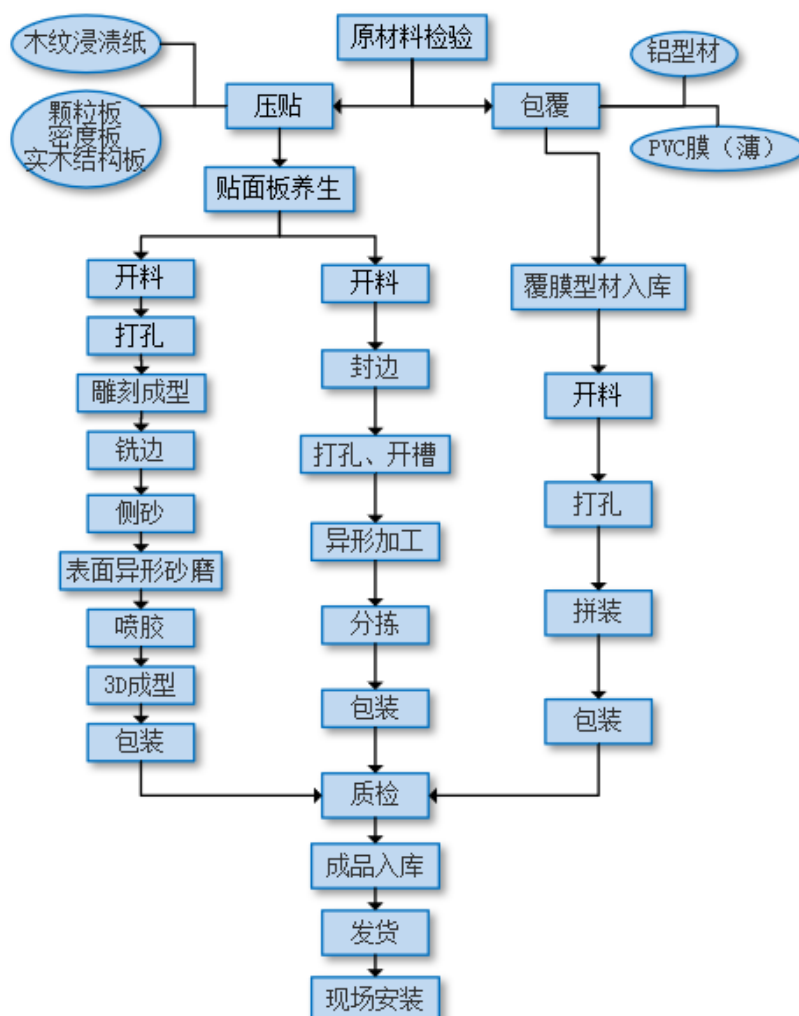 木纹浸渍纸
原材料检验
铝型材
颗粒板
密度板
实木结构板
压贴
包覆
PVC膜（薄）
贴面板养生
开料
打孔
雕刻成型
铣边
侧砂
表面异形砂磨
喷胶
3D成型
包装
开料
封边
打孔、开槽
异形加工
分拣
包装
覆膜型材入库
开料
打孔
拼装
包装
质检
成品入库
发货
现场安装